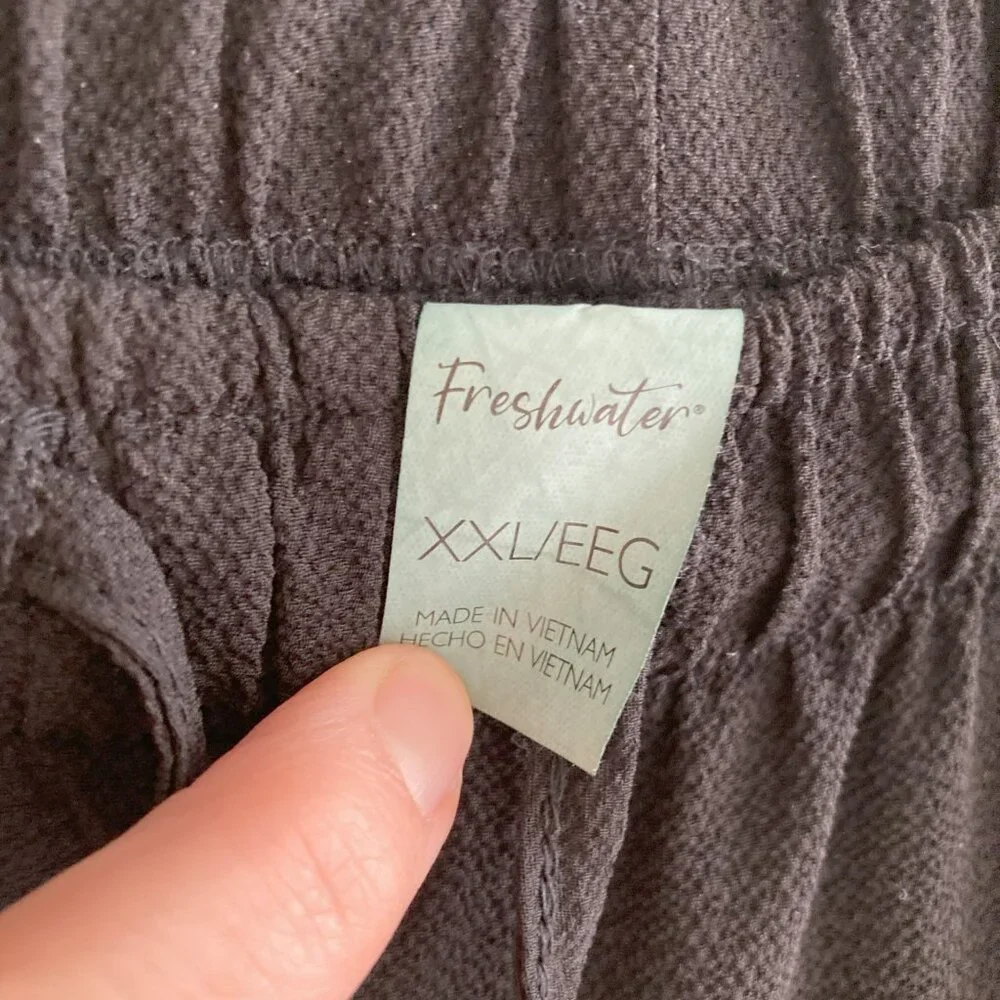 Freshwater®
XXL/EEG
MADE IN VIETNAM
HECHO EN VIETNAM